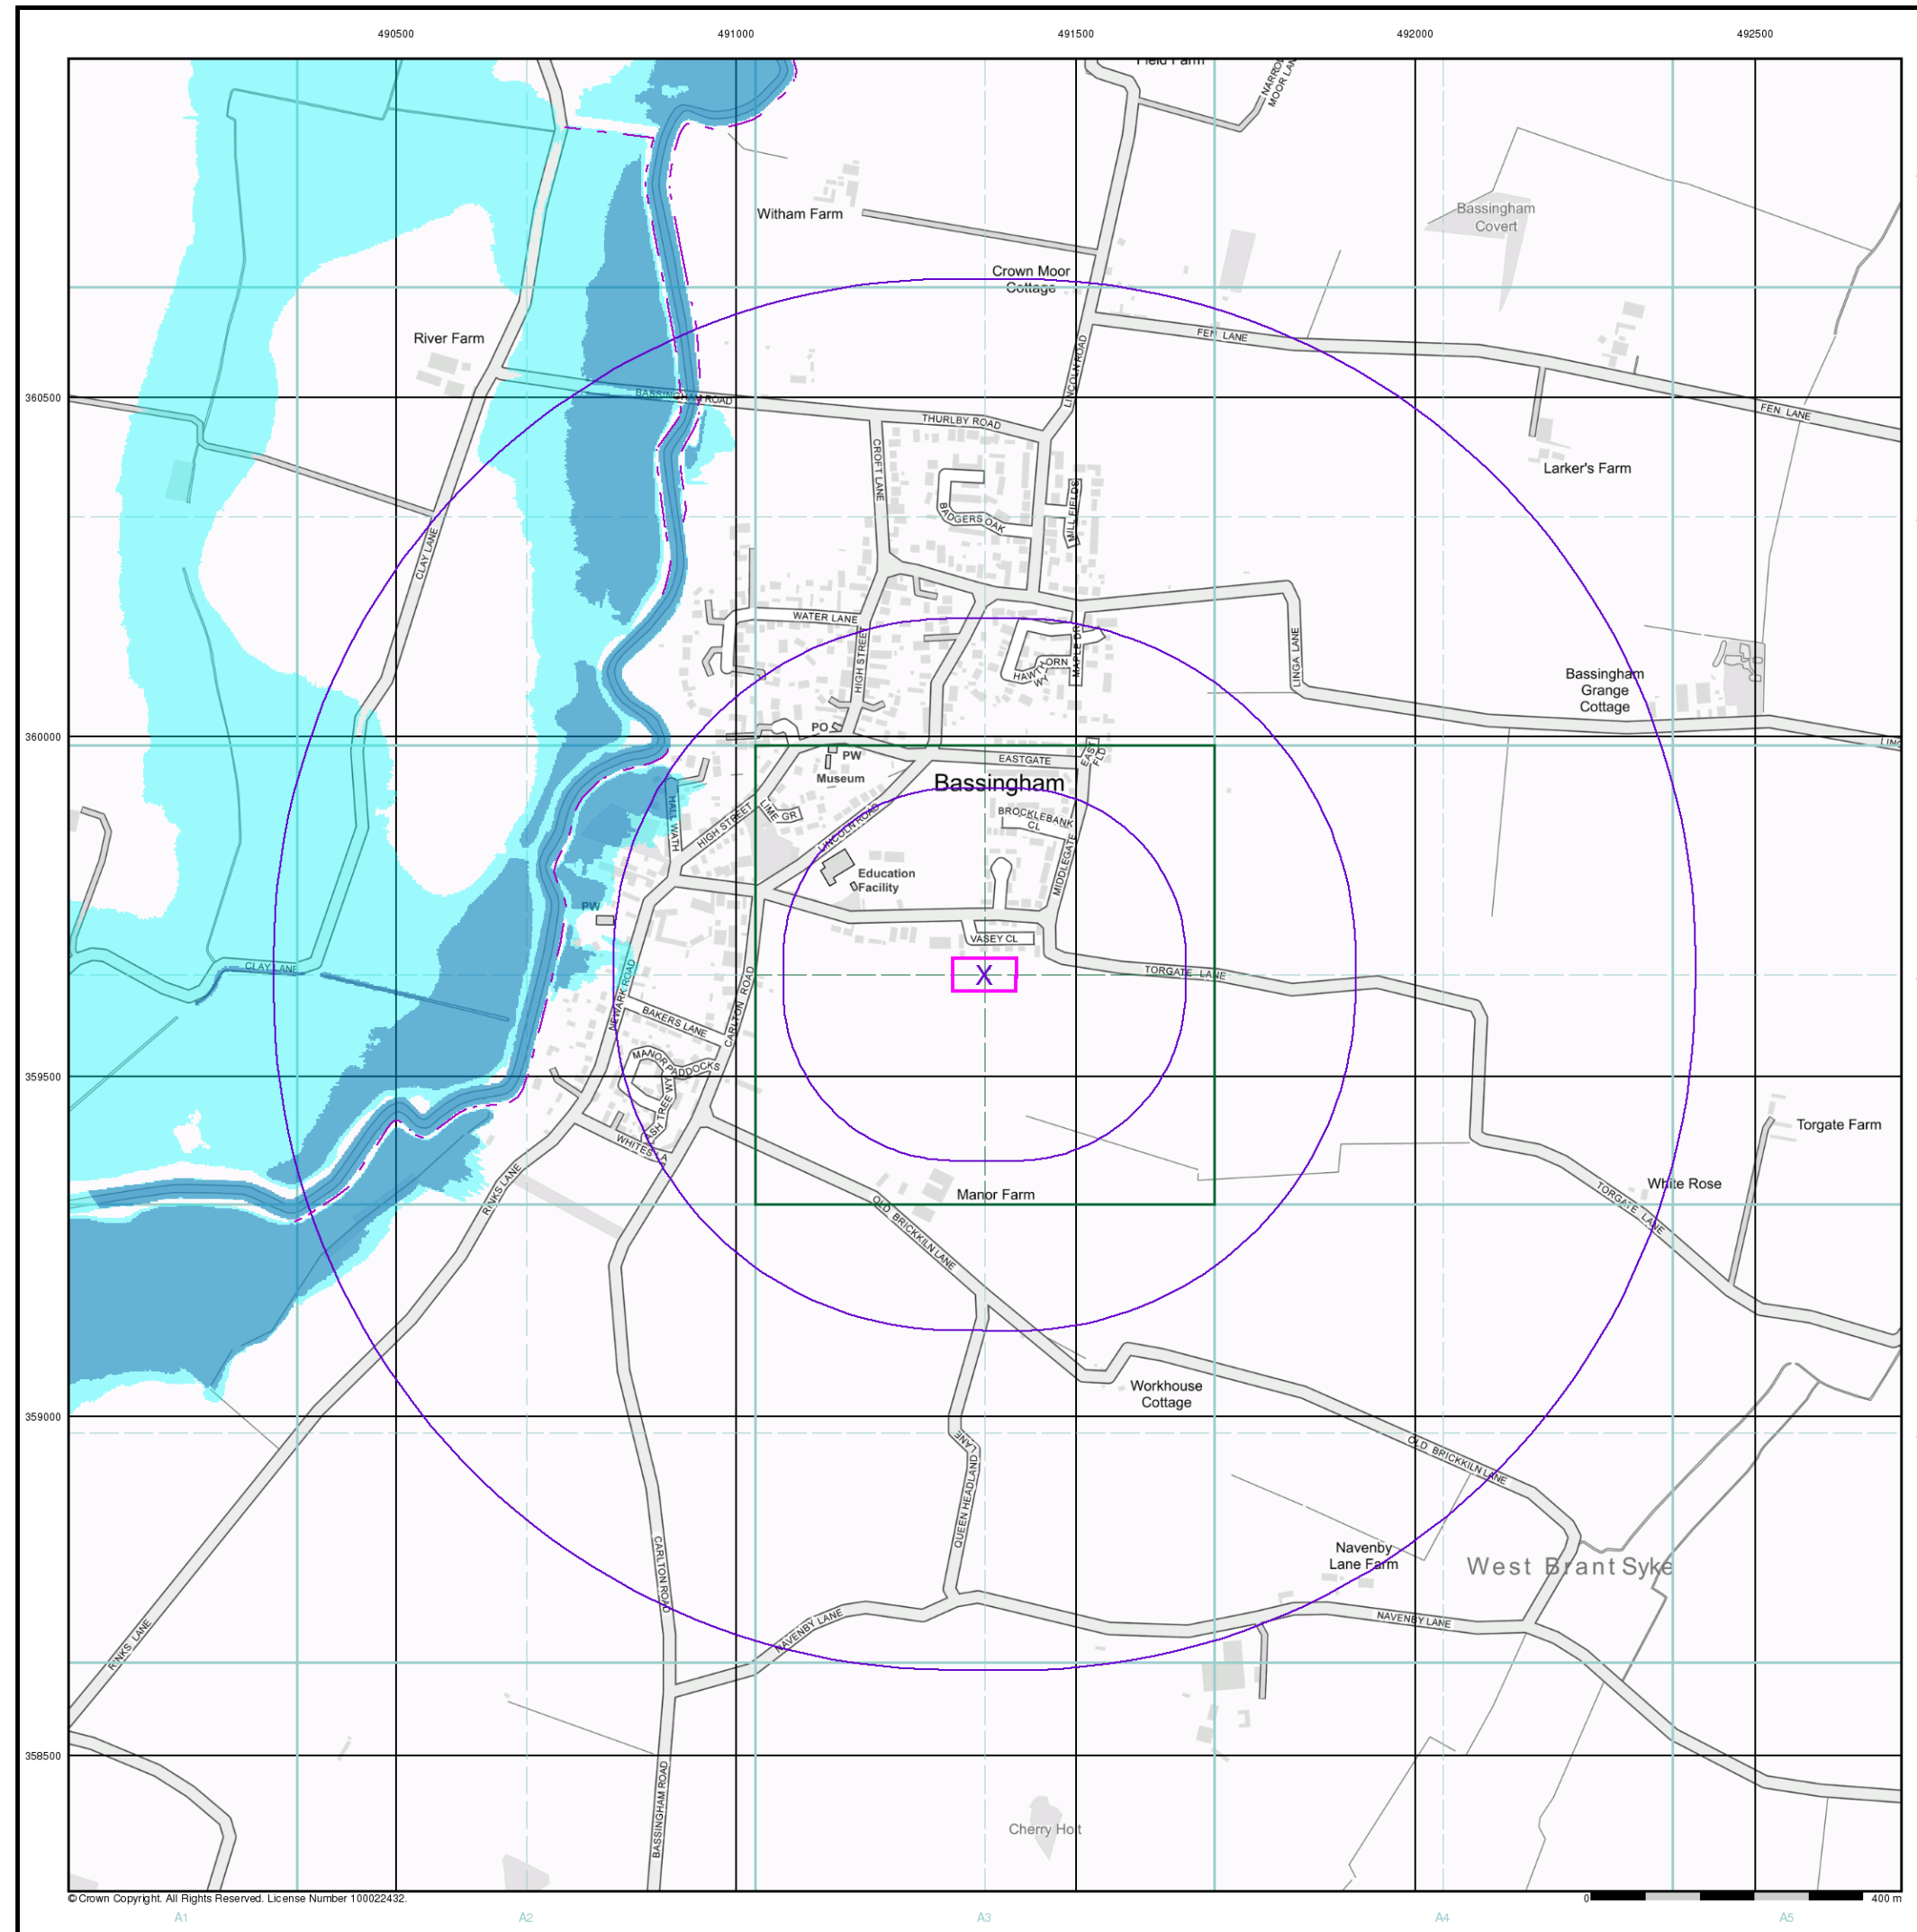 490500
491000
491500
492000
492500
Field Farm
NARROW
MOOR LAN
Witham Farm
Bassingham
Covert
Crown Moor
Cottage
River Farm
FEN LANE
LINCOLN ROAD
360500
BASSINGHAM ROAD
THURLBY ROAD
FEN LANE
CROFT LANE
Larker's Farm
MILL FIELDS
BADGERS OAK
CLAY LANE
WATER LANE
HIGH STREET
MAPLE DR
HAWTH
ORN
WY
LINGA LANE
Bassingham
Grange
Cottage
PO
360000
LING
PW
EASTGATE
EAST
FLD
Museum
Bassingham
HALL WATH
HIGH STREET
LIME
GR
LINCOLN ROAD
BROCKLEBANK
CL
MIDDLEGATE
Education
Facility
PW
VASEY CL
CLAY LANE
X
TORGATE LANE
NEWARK ROAD
CARLTON ROAD
BAKERS LANE
MANOR
PADDOCKS
359500
ASH TREE WY
WHITES LA
Torgate Farm
RINKS LANE
White Rose
Manor Farm
TORGATE LANE
OLD BRICKKILN LANE
Workhouse
Cottage
359000
QUEEN HEADLAND
LANE
OLD BRICKKILN LANE
CARLTON ROAD
Navenby
Lane Farm
West Brant Syke
RINKS LANE
NAVENBY LANE
NAVENBY LANE
358500
BASSINGHAM ROAD
Cherry Holt
© Crown Copyright. All Rights Reserved. License Number 100022432.
0
400 m
A1
A2
A3
A4
A5